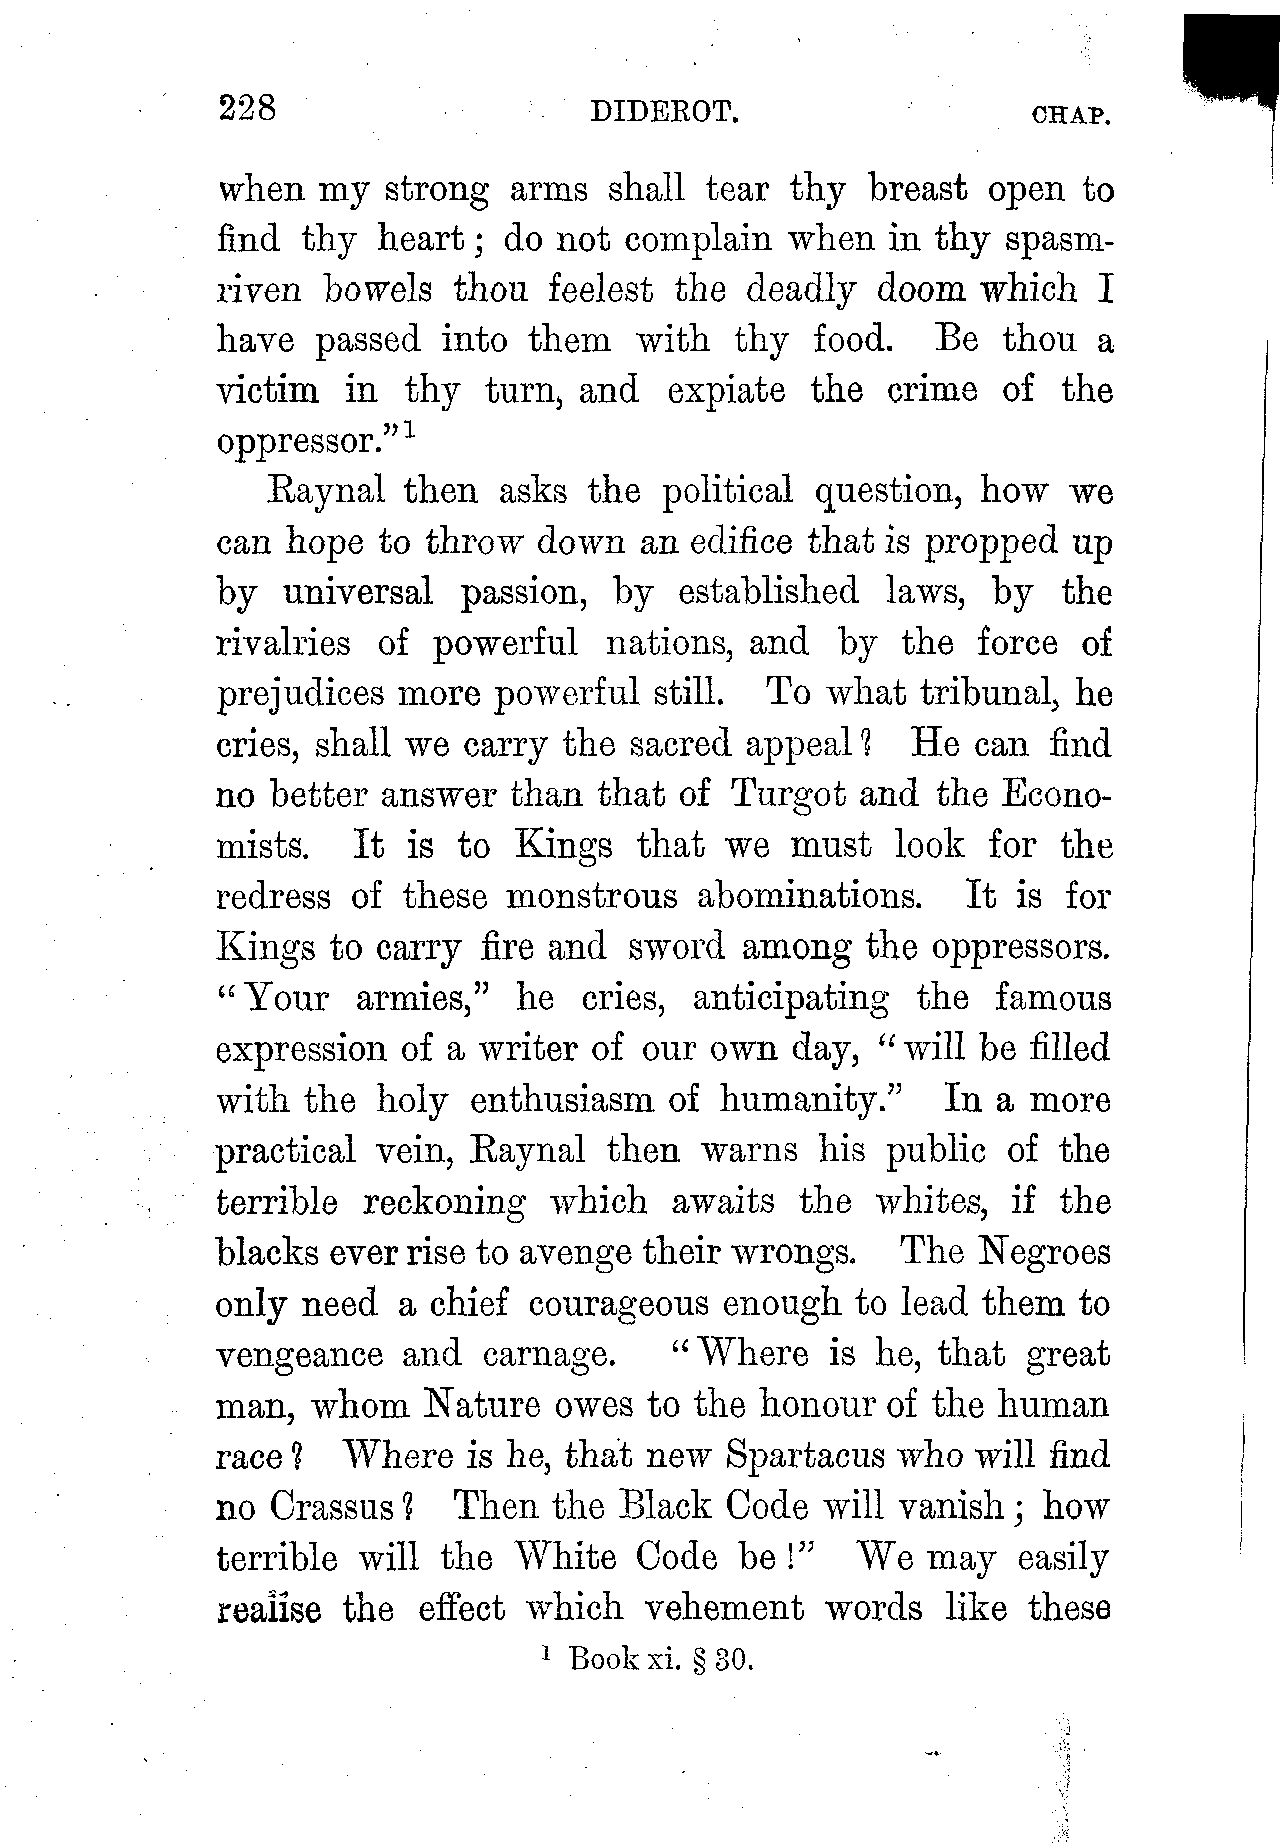 228 DIDEROT. CHAP.
when my strong arms shall tear thy breast open to
find thy heart; do not complain when in thy spasm-
riven bowels thou feelest the deadly doom which I
have passed into them with thy food. Be thou a
victim in thy turn, and expiate the crime of the
oppressor."¹
Raynal then asks the political question, how we
can hope to throw down an edifice that is propped up
by universal passion, by established laws, by the
rivalries of powerful nations, and by the force of
prejudices more powerful still. To what tribunal, he
cries, shall we carry the sacred appeal? He can find
no better answer than that of Turgot and the Econo-
mists. It is to Kings that we must look for the
redress of these monstrous abominations. It is for
Kings to carry fire and sword among the oppressors.
"Your armies," he cries, anticipating the famous
expression of a writer of our own day, "will be filled
with the holy enthusiasm of humanity." In a more
practical vein, Raynal then warns his public of the
terrible reckoning which awaits the whites, if the
blacks ever rise to avenge their wrongs. The Negroes
only need a chief courageous enough to lead them to
vengeance and carnage. "Where is he, that great
man, whom Nature owes to the honour of the human
race? Where is he, that new Spartacus who will find
no Crassus? Then the Black Code will vanish; how
terrible will the White Code be!" We may easily
realise the effect which vehement words like these
¹ Book xi. § 30.